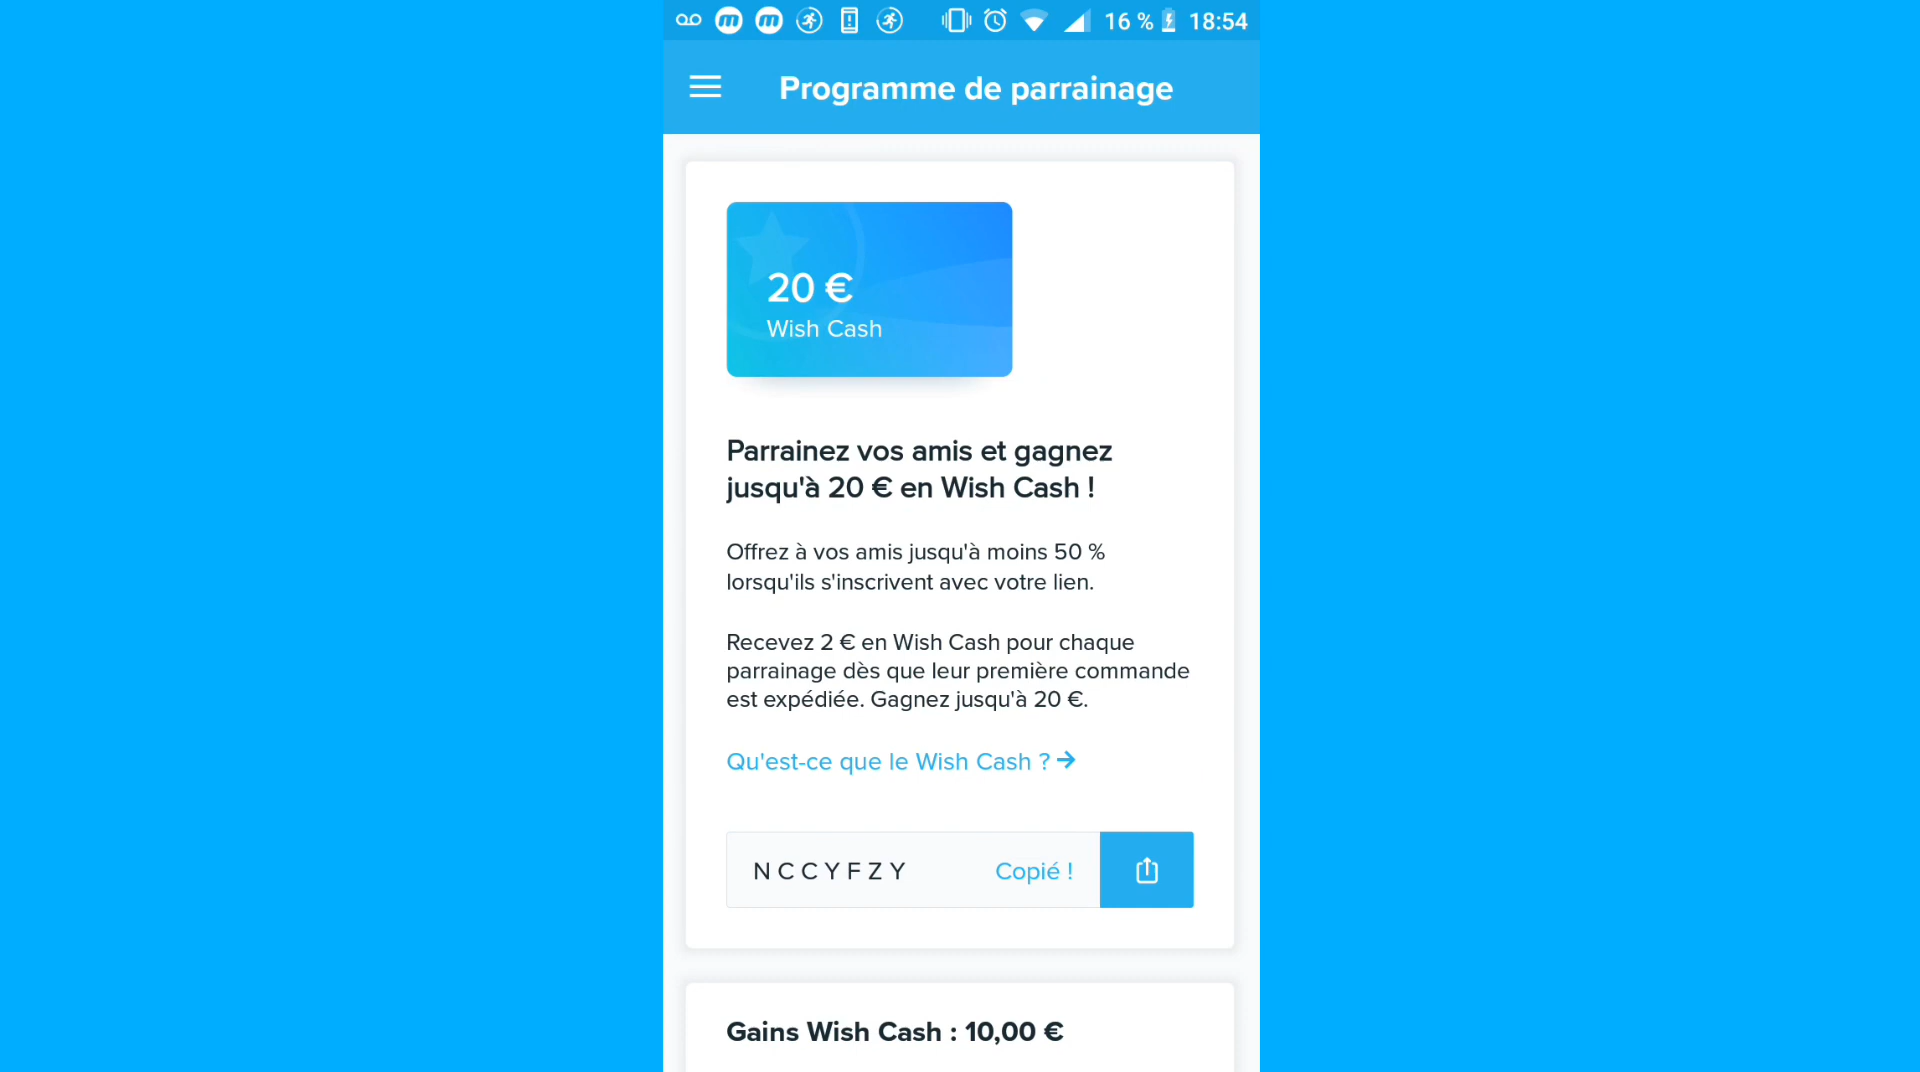 16 % 18:54
Programme de parrainage
20 €
Wish Cash
Parrainez vos amis et gagnez
jusqu'à 20 € en Wish Cash !
Offrez à vos amis jusqu'à moins 50 %
lorsqu'ils s'inscrivent avec votre lien.
Recevez 2 € en Wish Cash pour chaque
parrainage dès que leur première commande
est expédiée. Gagnez jusqu'à 20 €.
Qu'est-ce que le Wish Cash ?
NCCYFZY Copié !
Gains Wish Cash : 10,00 €